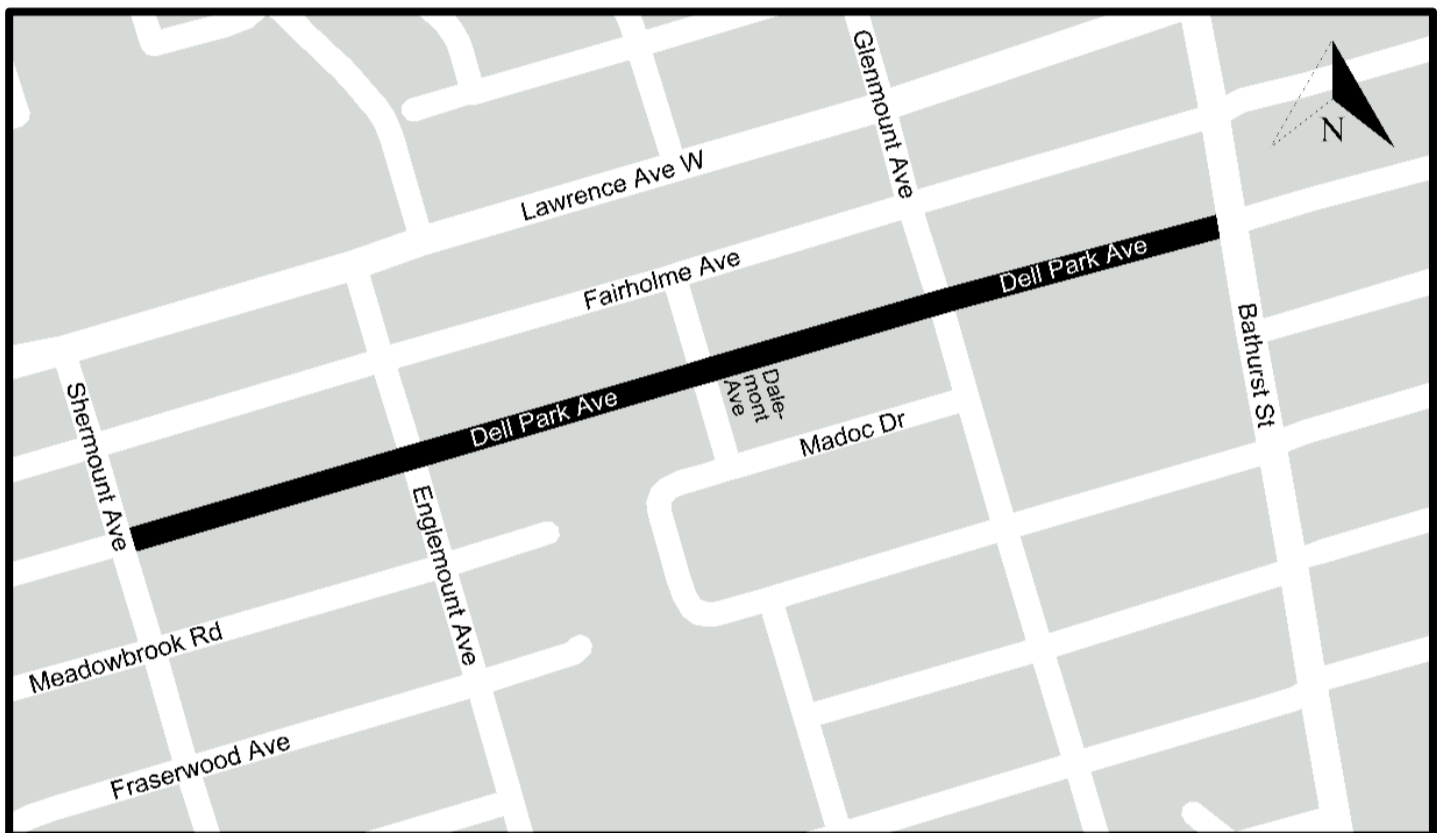 Glenmount Ave
N
Lawrence Ave W
Fairholme Ave
Dell Park Ave
Bathurst St
Dale-
mont
Ave
Shermount Ave
Dell Park Ave
Madoc Dr
Englemount Ave
Meadowbrook Rd
Fraserwood Ave